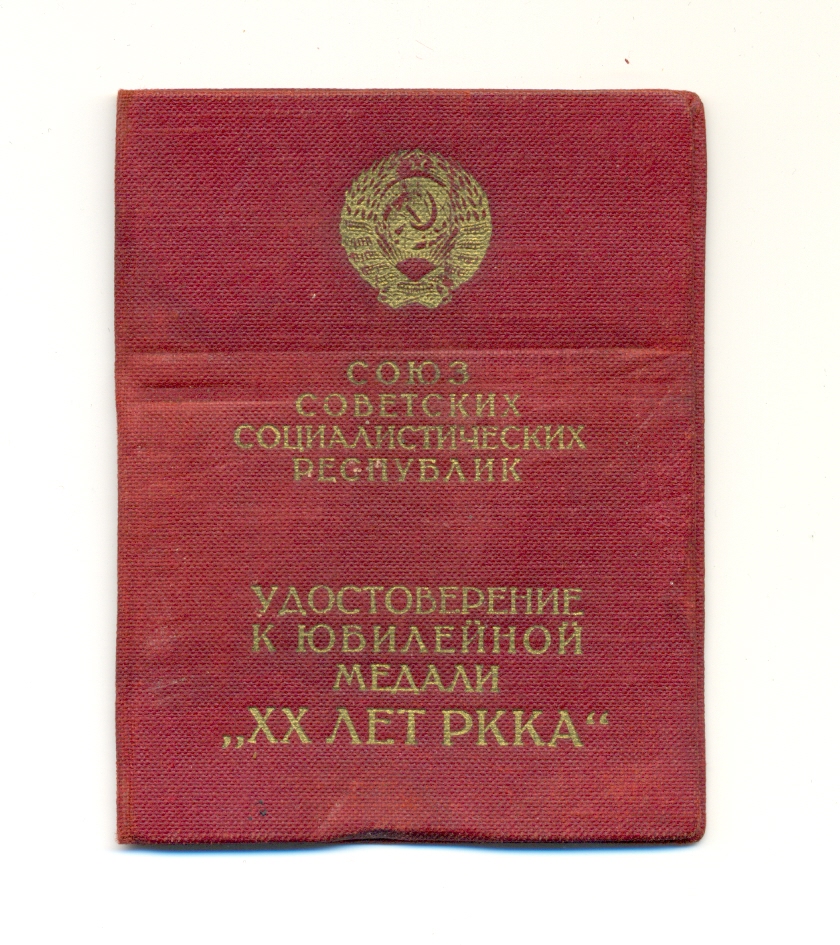 СОЮЗ
СОВЕТСКИХ
СОЦИАЛИСТИЧЕСКИХ
РЕСПУБЛИК
УДОСТОВЕРЕНИЕ
К ЮБИЛЕЙНОЙ
МЕДАЛИ
„XX ЛЕТ РККА“